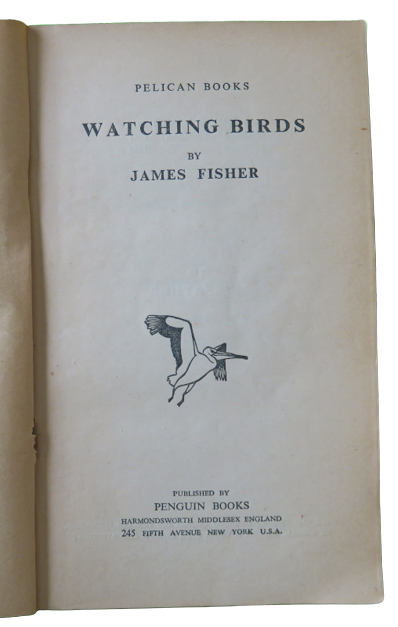 PELICAN BOOKS
WATCHING BIRDS
BY
JAMES FISHER
PUBLISHED BY
PENGUIN BOOKS
HARMONDSWORTH MIDDLESEX ENGLAND
245 FIFTH AVENUE NEW YORK U.S.A.